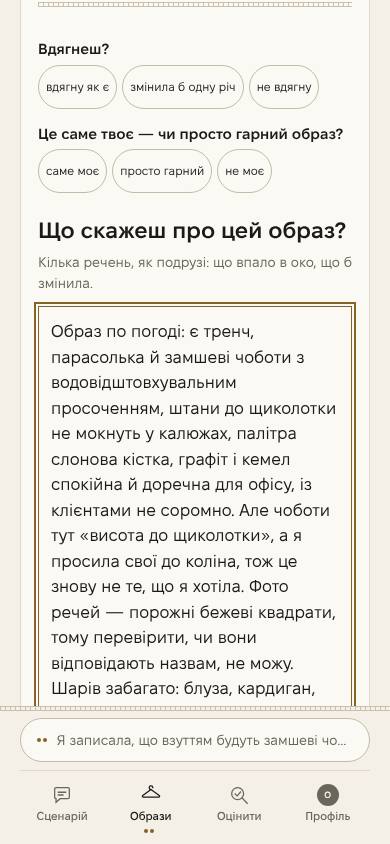 Вдягнеш?
вдягну як є
змінила б одну річ
не вдягну
Це саме твоє — чи просто гарний образ?
саме моє
просто гарний
не моє
Що скажеш про цей образ?
Кілька речень, як подрузі: що впало в око, що б
змінила.
Образ по погоді: є тренч,
парасолька й замшеві чоботи з
водовідштовхувальним
просоченням, штани до щиколотки
не мокнуть у калюжах, палітра
слонова кістка, графіт і кемел
спокійна й доречна для офісу, із
клієнтами не соромно. Але чоботи
тут «висота до щиколотки», а я
просила свої до коліна, тож це
знову не те, що я хотіла. Фото
речей — порожні бежеві квадрати,
тому перевірити, чи вони
відповідають назвам, не можу.
Шарів забагато: блуза, кардиган,
Я записала, що взуттям будуть замшеві чо...
Сценарій
Образи
Оцінити
О
Профіль